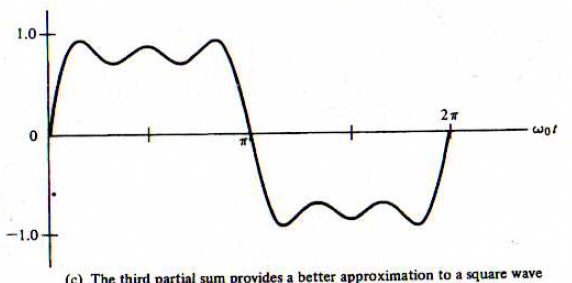 1.0
2π
0
π
ω₀t
−1.0
(c) The third partial sum provides a better approximation to a square wave